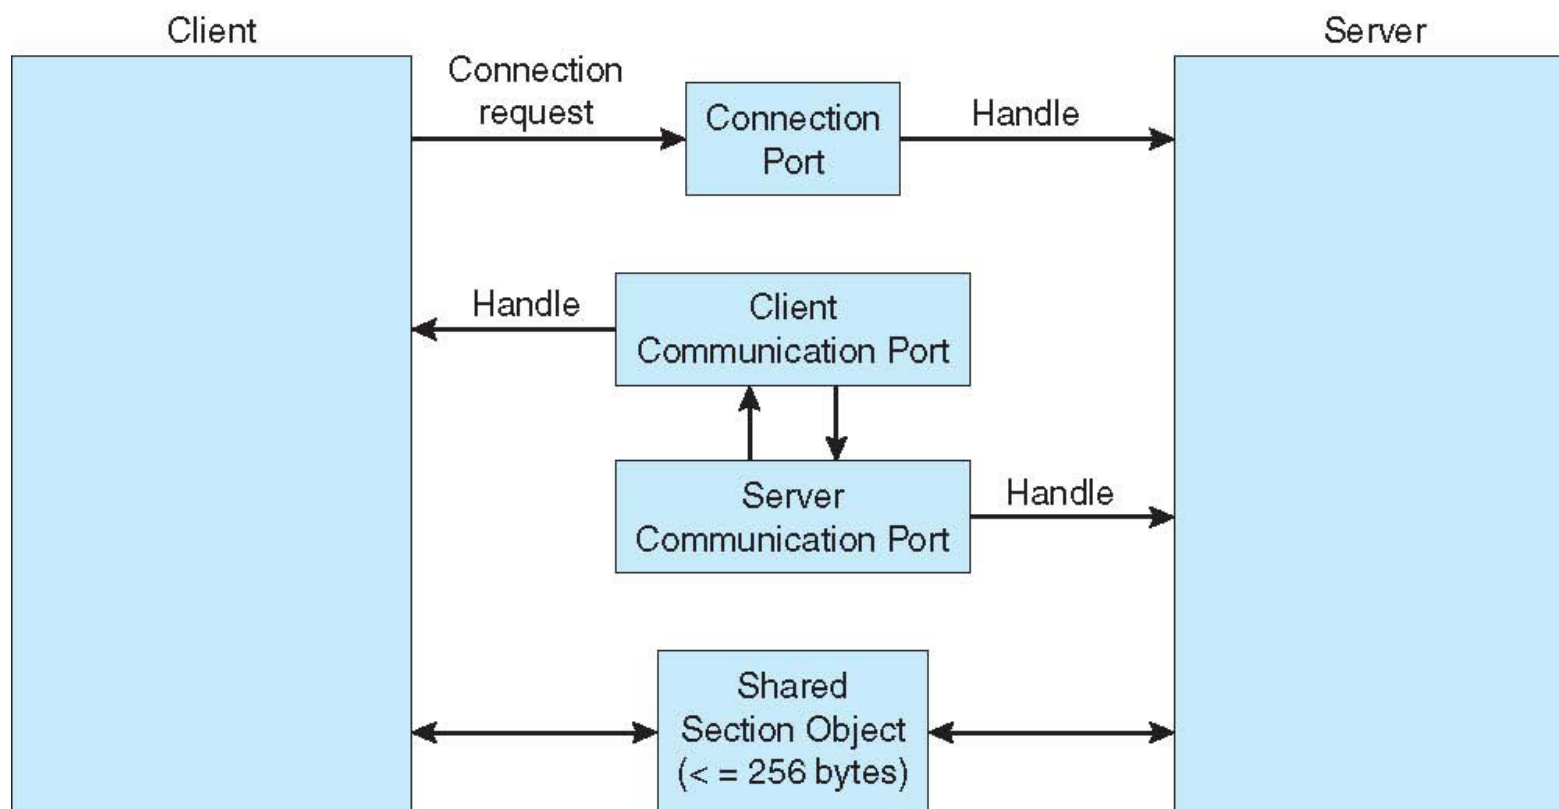 Client
Server
Connection
request
Connection
Port
Handle
Handle
Client
Communication Port
Server
Communication Port
Handle
Shared
Section Object
(< = 256 bytes)